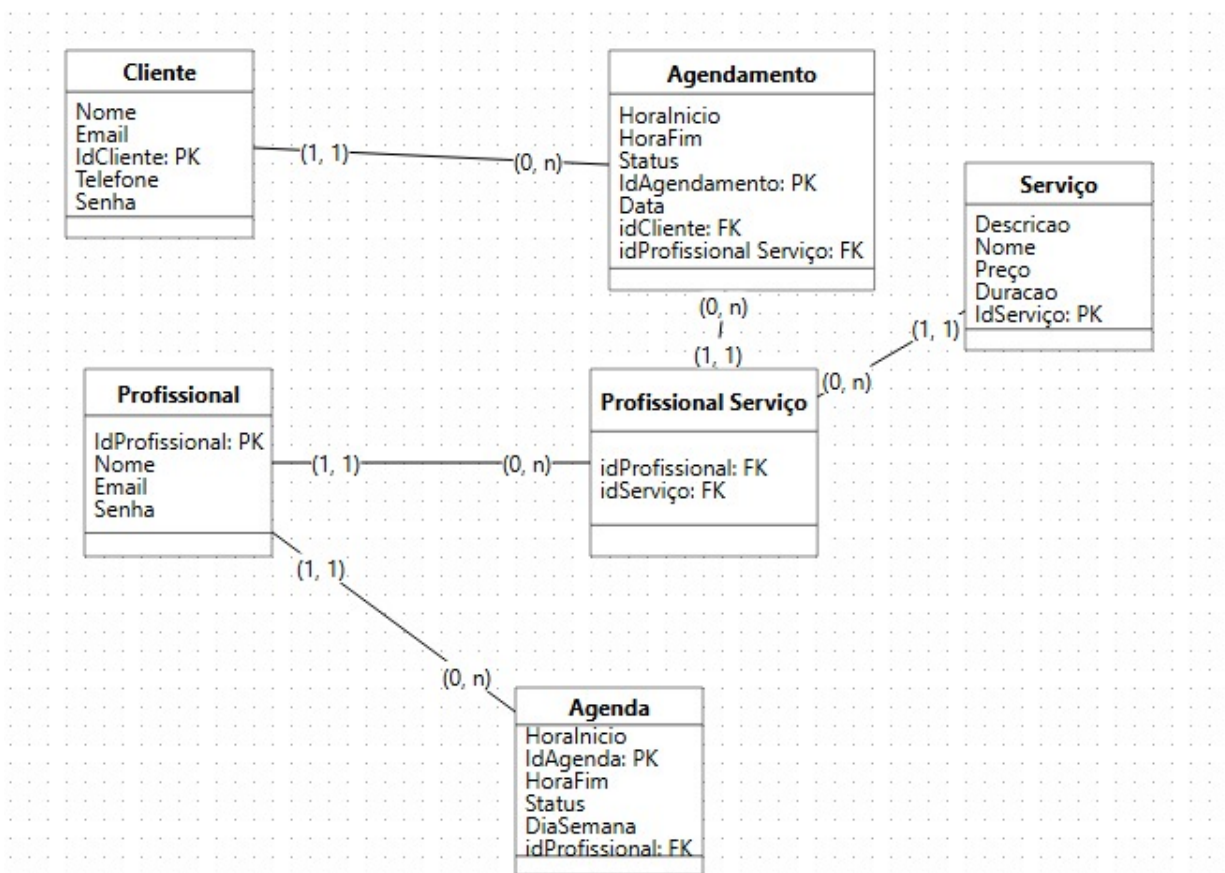 Cliente
Nome
Email
IdCliente: PK
Telefone
Senha
(1, 1)
(0, n)
Agendamento
HoraInicio
HoraFim
Status
IdAgendamento: PK
Data
idCliente: FK
idProfissional Serviço: FK
Serviço
Descricao
Nome
Preço
Duracao
IdServiço: PK
(0, n)
(1, 1)
(1, 1)
(0, n)
Profissional
IdProfissional: PK
Nome
Email
Senha
(1, 1)
(0, n)
Profissional Serviço
idProfissional: FK
idServiço: FK
(1, 1)
(0, n)
Agenda
HoraInicio
IdAgenda: PK
HoraFim
Status
DiaSemana
idProfissional: FK